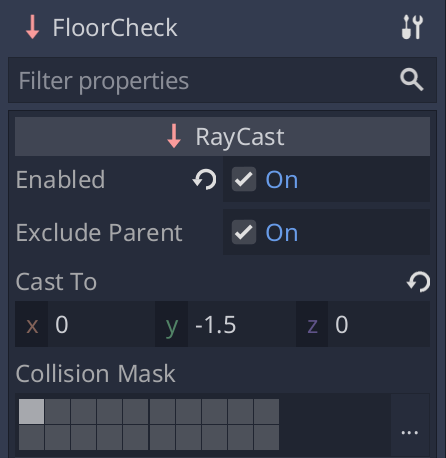 FloorCheck
Filter properties
RayCast
Enabled On
Exclude Parent On
Cast To
x 0 y -1.5 z 0
Collision Mask
...